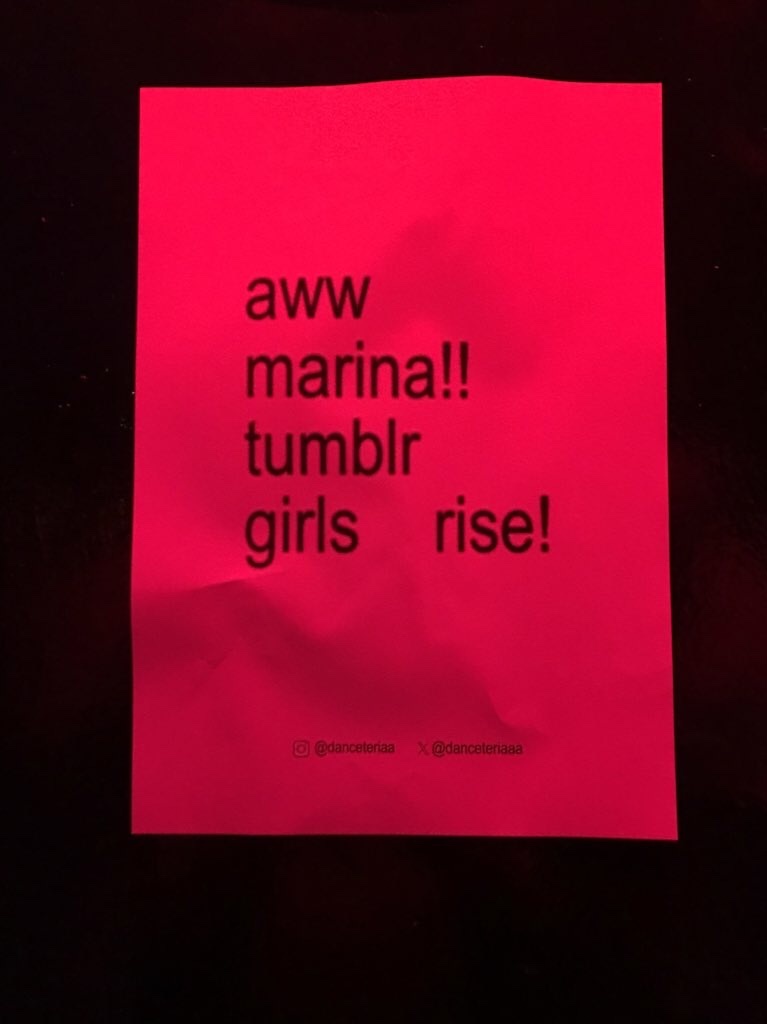 aww
marina!!
tumblr
girls rise!
@danceteriaa @danceteriaaa